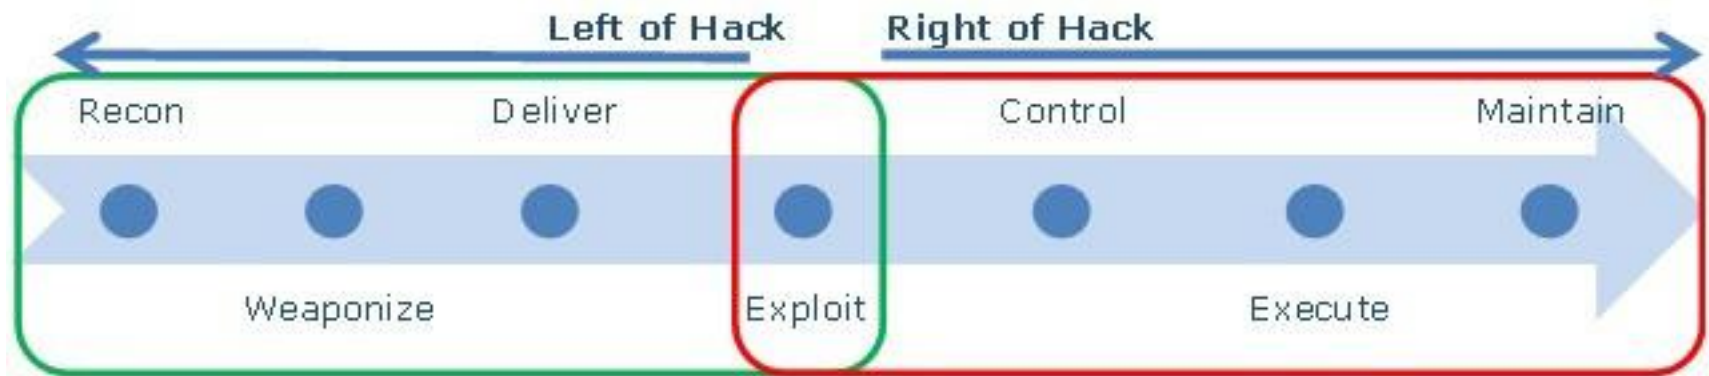 Left of Hack Right of Hack
Recon Deliver Control Maintain
Weaponize Exploit Execute